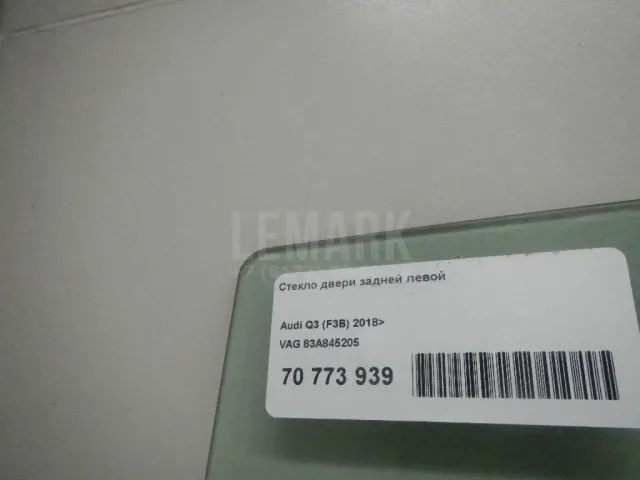 LEMARK
Стекло двери задней левой
Audi Q3 (F3B) 2018>
VAG 83A845205
70 773 939